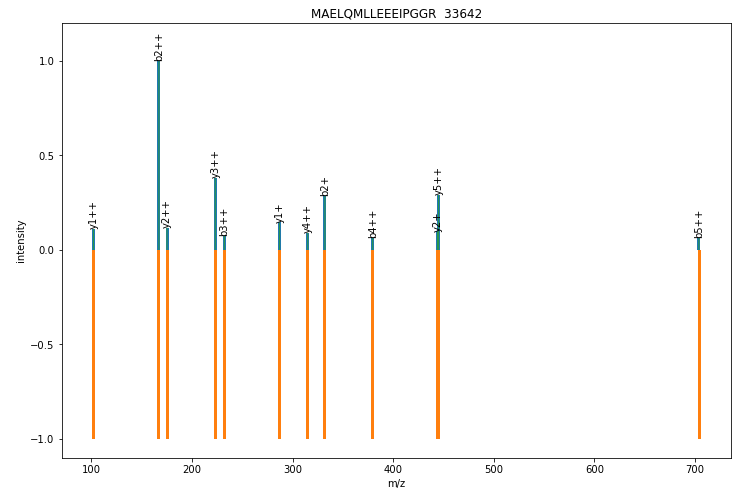 MAELQMLLEEEIPGGR 33642
intensity
1.0
0.5
0.0
−0.5
−1.0
y1++
b2++
y2++
y3++
b3++
y1+
y4++
b2+
b4++
y2+
y5++
b5++
100 200 300 400 500 600 700
m/z